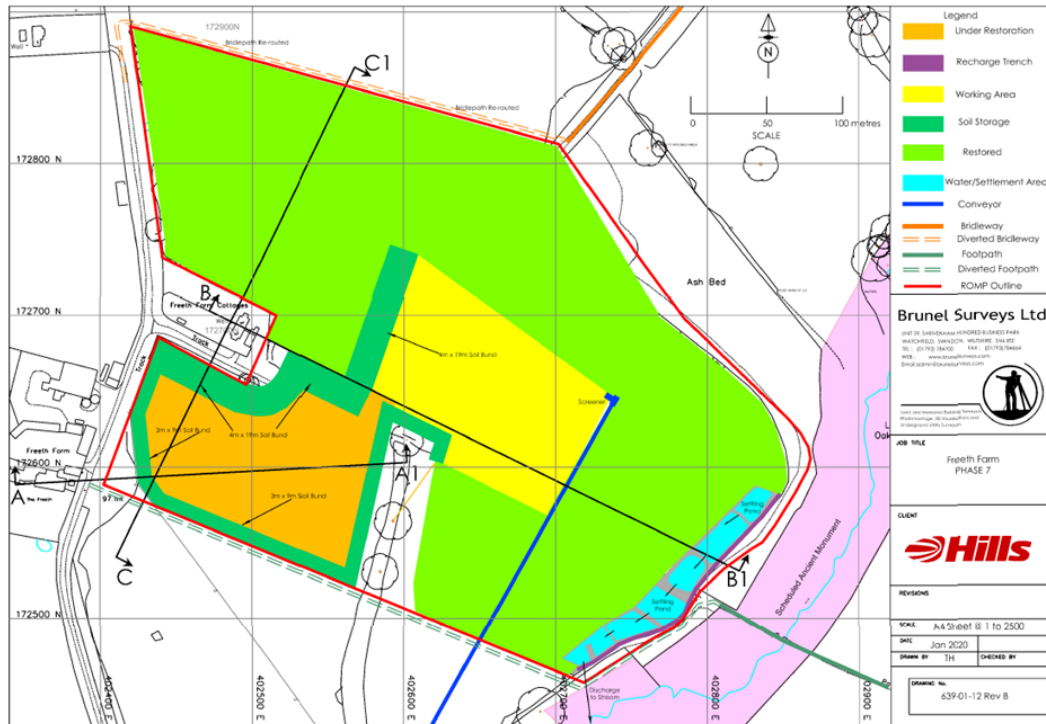 172900N
Well
Bridlepath Re-routed
C1
Bridlepath Re-routed
N
0 50 100 metres
SCALE
172800 N
Ash Bed
172700 N
B
Freeth Farm Cottages
Track
Track
4m x 19m Soil Bund
Screener
3m x 9m Soil Bund
4m x 19m Soil Bund
172600 N
Freeth Farm
The Freeth
A
A1
3m x 9m Soil Bund
C
Settling
Pond
B1
Settling
Pond
172500 N
Scheduled Ancient Monument
Discharge
to Stream
402400 E
402500 E
402600 E
402700 E
402800 E
402900 E
Legend
Under Restoration
Recharge Trench
Working Area
Soil Storage
Restored
Water/Settlement Area
Conveyor
Bridleway
Diverted Bridleway
Footpath
Diverted Footpath
ROMP Outline
Brunel Surveys Ltd
JOB TITLE
Freeth Farm
PHASE 7
CLIENT
Hills
REVISIONS
SCALE A4 Sheet @ 1 to 2500
DATE
Jan 2020
DRAWN BY TH CHECKED BY
DRAWING No.
639-01-12 Rev B